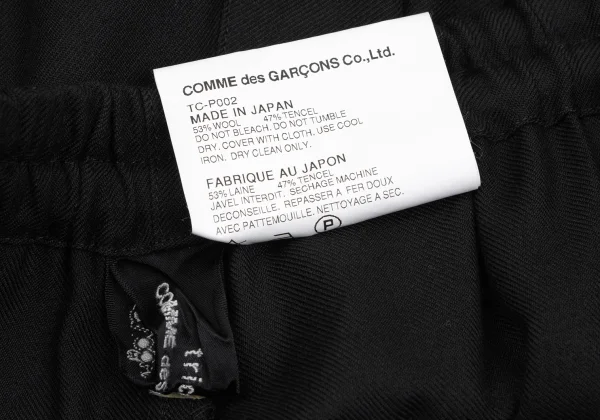 COMME des GARÇONS Co.,Ltd.
TC-P002
MADE IN JAPAN
53% WOOL 47% TENCEL
DO NOT BLEACH. DO NOT TUMBLE
DRY. COVER WITH CLOTH. USE COOL
IRON. DRY CLEAN ONLY.
FABRIQUE AU JAPON
53% LAINE 47% TENCEL
JAVEL INTERDIT. SECHAGE MACHINE
DECONSEILLE. REPASSER A FER DOUX
AVEC PATTEMOUILLE. NETTOYAGE A SEC.
P
tric
COMME des